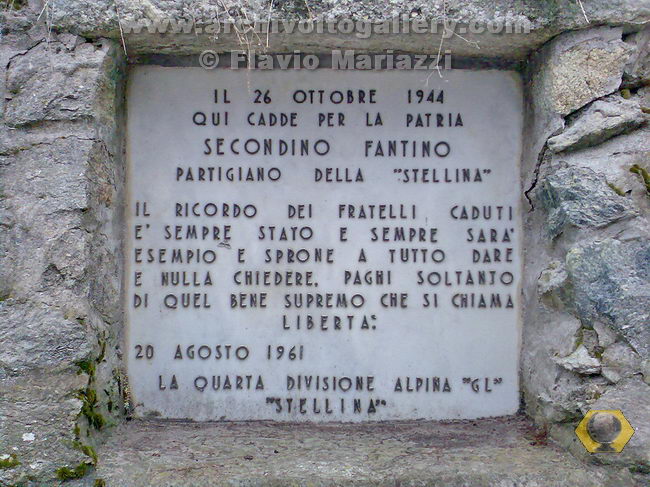 www.archivoltogallery.com
© Flavio Mariazzi
IL 26 OTTOBRE 1944
QUI CADDE PER LA PATRIA
SECONDINO FANTINO
PARTIGIANO DELLA "STELLINA"
IL RICORDO DEI FRATELLI CADUTI
E' SEMPRE STATO E SEMPRE SARA'
ESEMPIO E SPRONE A TUTTO DARE
E NULLA CHIEDERE, PAGHI SOLTANTO
DI QUEL BENE SUPREMO CHE SI CHIAMA
LIBERTA'.
20 AGOSTO 1961
LA QUARTA DIVISIONE ALPINA "GL"
"STELLINA"